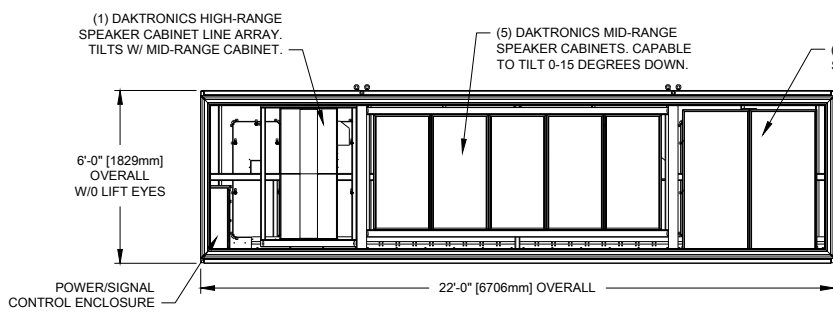 (1) DAKTRONICS HIGH-RANGE
SPEAKER CABINET LINE ARRAY.
TILTS W/ MID-RANGE CABINET.
(5) DAKTRONICS MID-RANGE
SPEAKER CABINETS. CAPABLE
TO TILT 0-15 DEGREES DOWN.
6'-0" [1829mm]
OVERALL
W/0 LIFT EYES
POWER/SIGNAL
CONTROL ENCLOSURE
22'-0" [6706mm] OVERALL